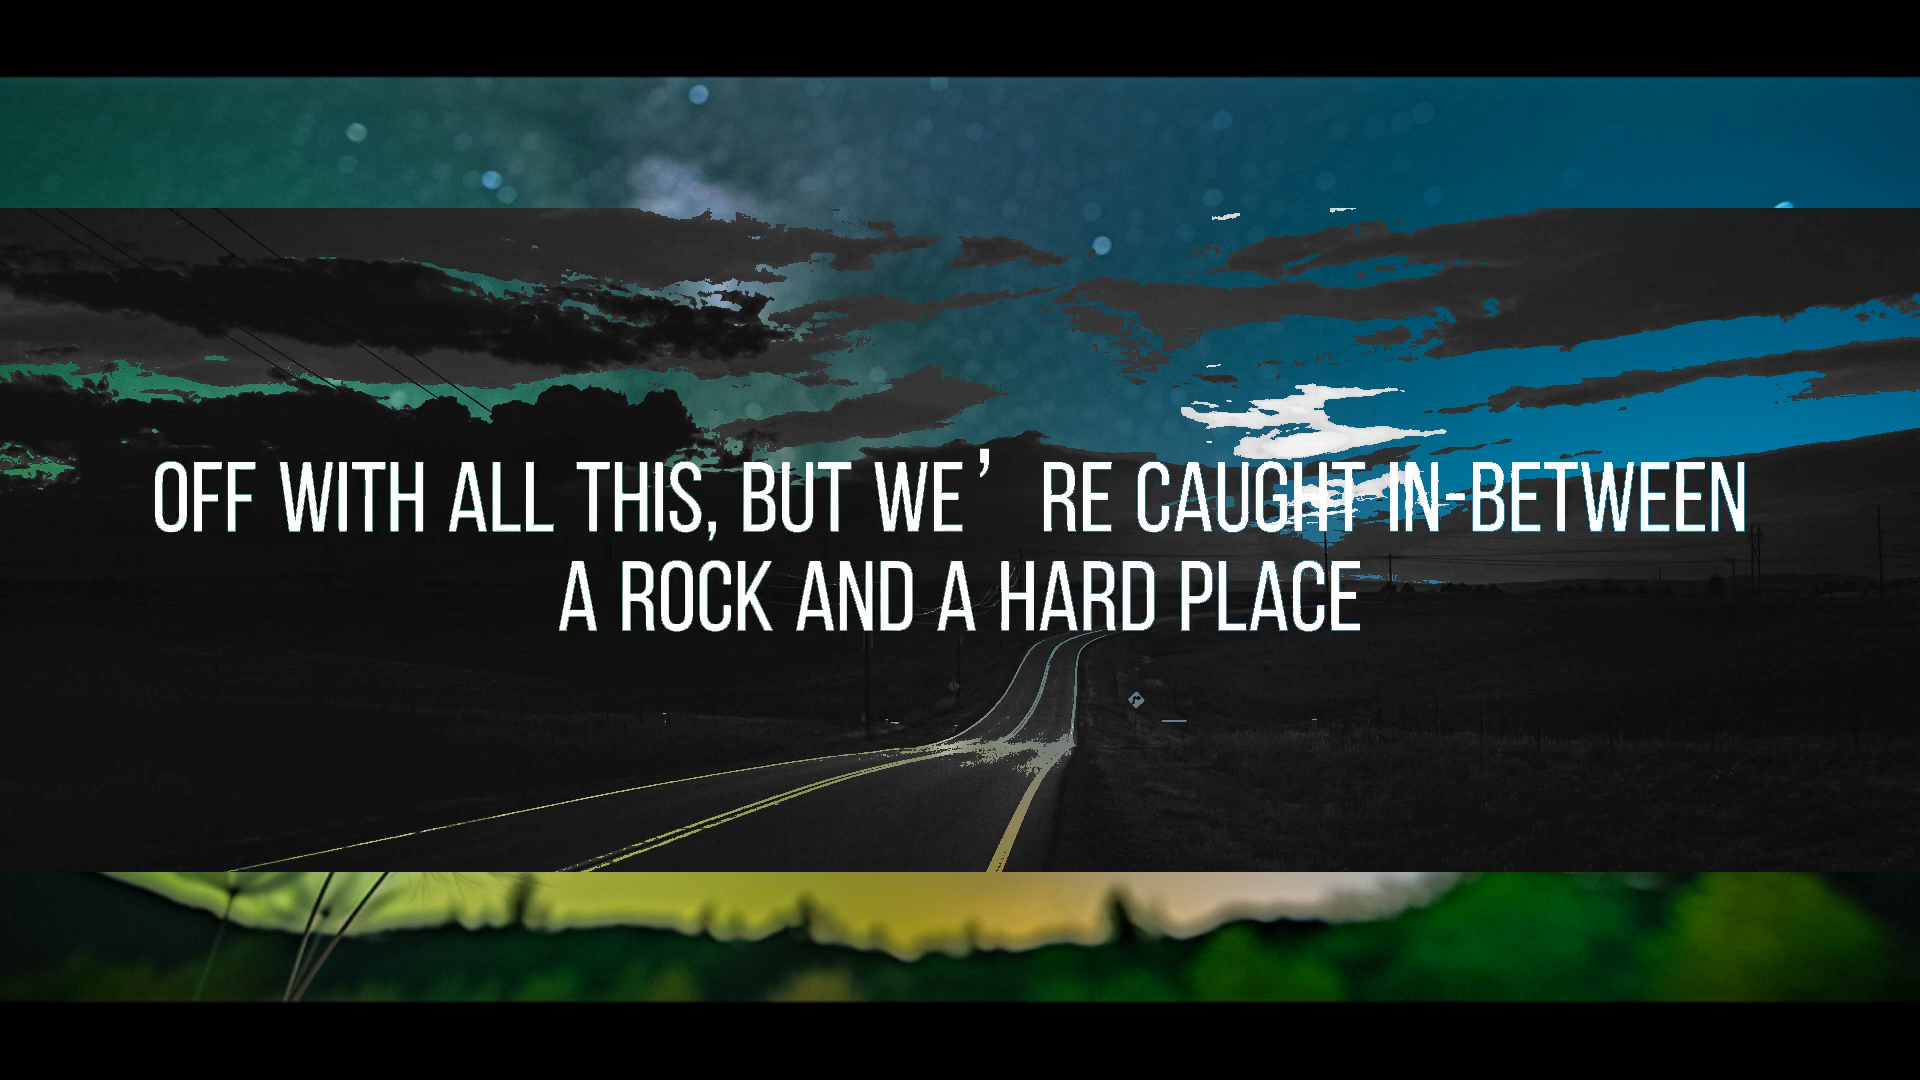 OFF WITH ALL THIS, BUT WE’RE CAUGHT IN-BETWEEN
A ROCK AND A HARD PLACE